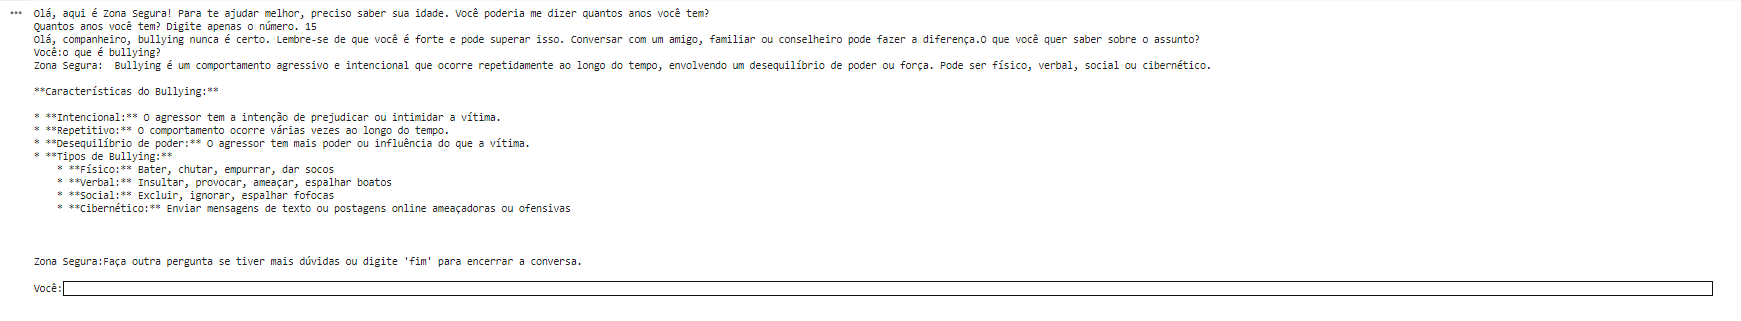 ... Olá, aqui é Zona Segura! Para te ajudar melhor, preciso saber sua idade. Você poderia me dizer quantos anos você tem?
Quantos anos você tem? Digite apenas o número. 15
Olá, companheiro, bullying nunca é certo. Lembre-se de que você é forte e pode superar isso. Conversar com um amigo, familiar ou conselheiro pode fazer a diferença.O que você quer saber sobre o assunto?
Você:o que é bullying?
Zona Segura:  Bullying é um comportamento agressivo e intencional que ocorre repetidamente ao longo do tempo, envolvendo um desequilíbrio de poder ou força. Pode ser físico, verbal, social ou cibernético.
**Características do Bullying:**
* **Intencional:** O agressor tem a intenção de prejudicar ou intimidar a vítima.
* **Repetitivo:** O comportamento ocorre várias vezes ao longo do tempo.
* **Desequilíbrio de poder:** O agressor tem mais poder ou influência do que a vítima.
* **Tipos de Bullying:**
    * **Físico:** Bater, chutar, empurrar, dar socos
    * **Verbal:** Insultar, provocar, ameaçar, espalhar boatos
    * **Social:** Excluir, ignorar, espalhar fofocas
    * **Cibernético:** Enviar mensagens de texto ou postagens online ameaçadoras ou ofensivas
Zona Segura:Faça outra pergunta se tiver mais dúvidas ou digite 'fim' para encerrar a conversa.
Você: